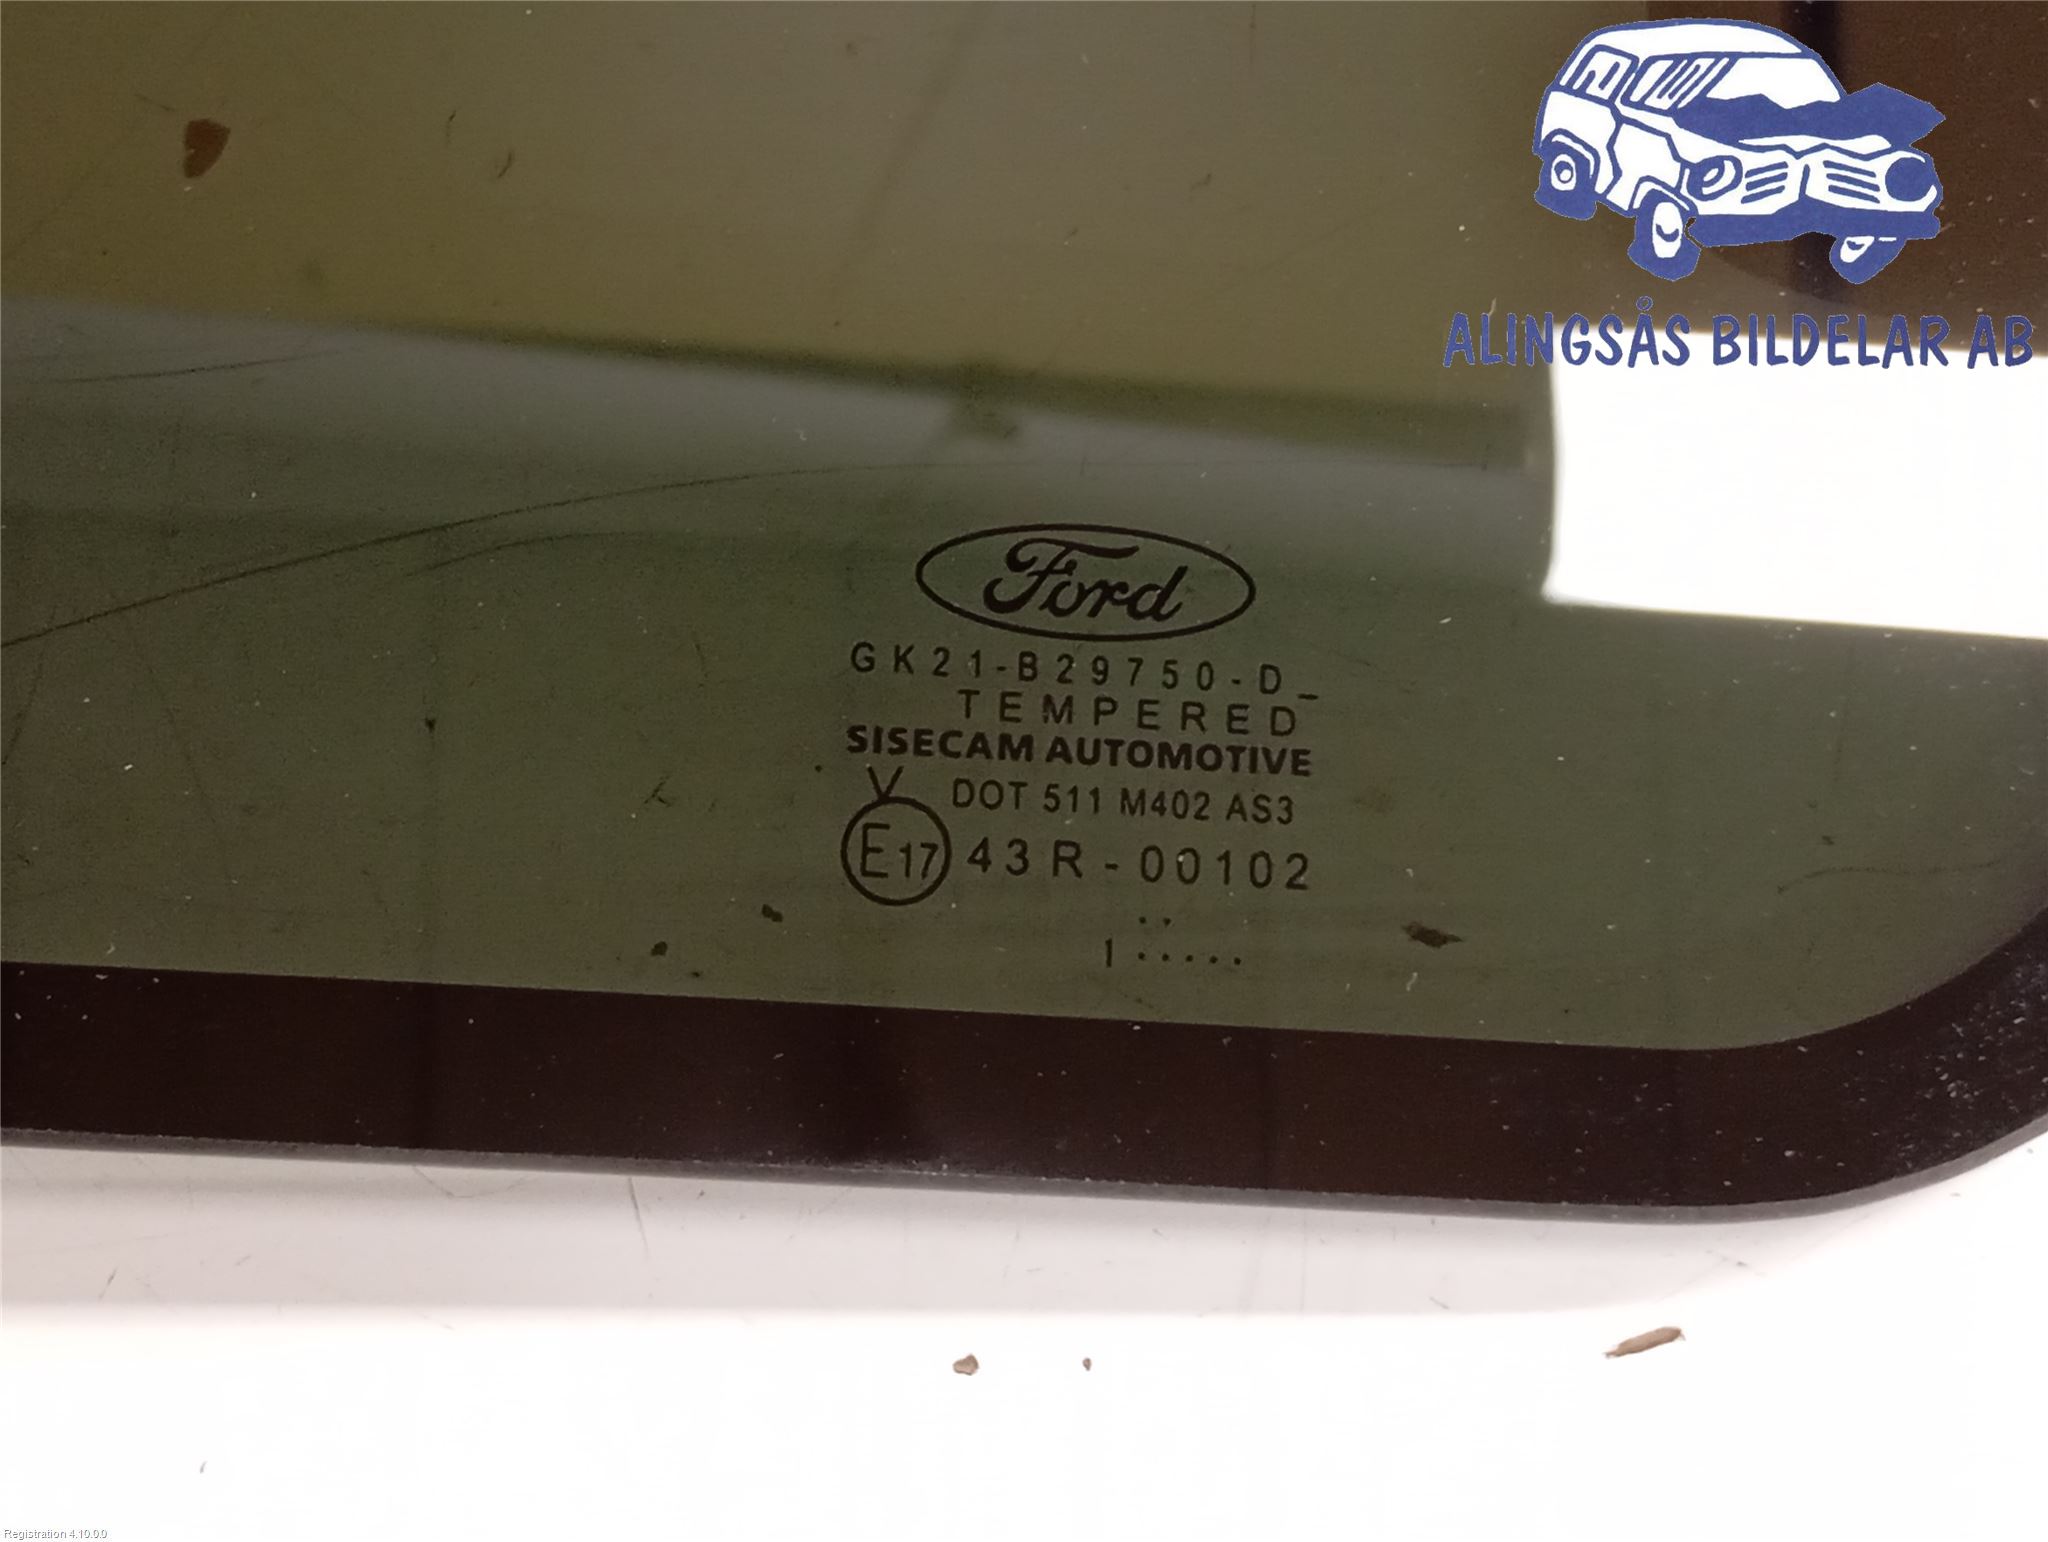 ALINGSÅS BILDELAR AB
Ford
GK21-B29750-D_
TEMPERED
SISECAM AUTOMOTIVE
V DOT 511 M402 AS3
E17 43R-00102
..
1.....
Registration 4.10.0.0